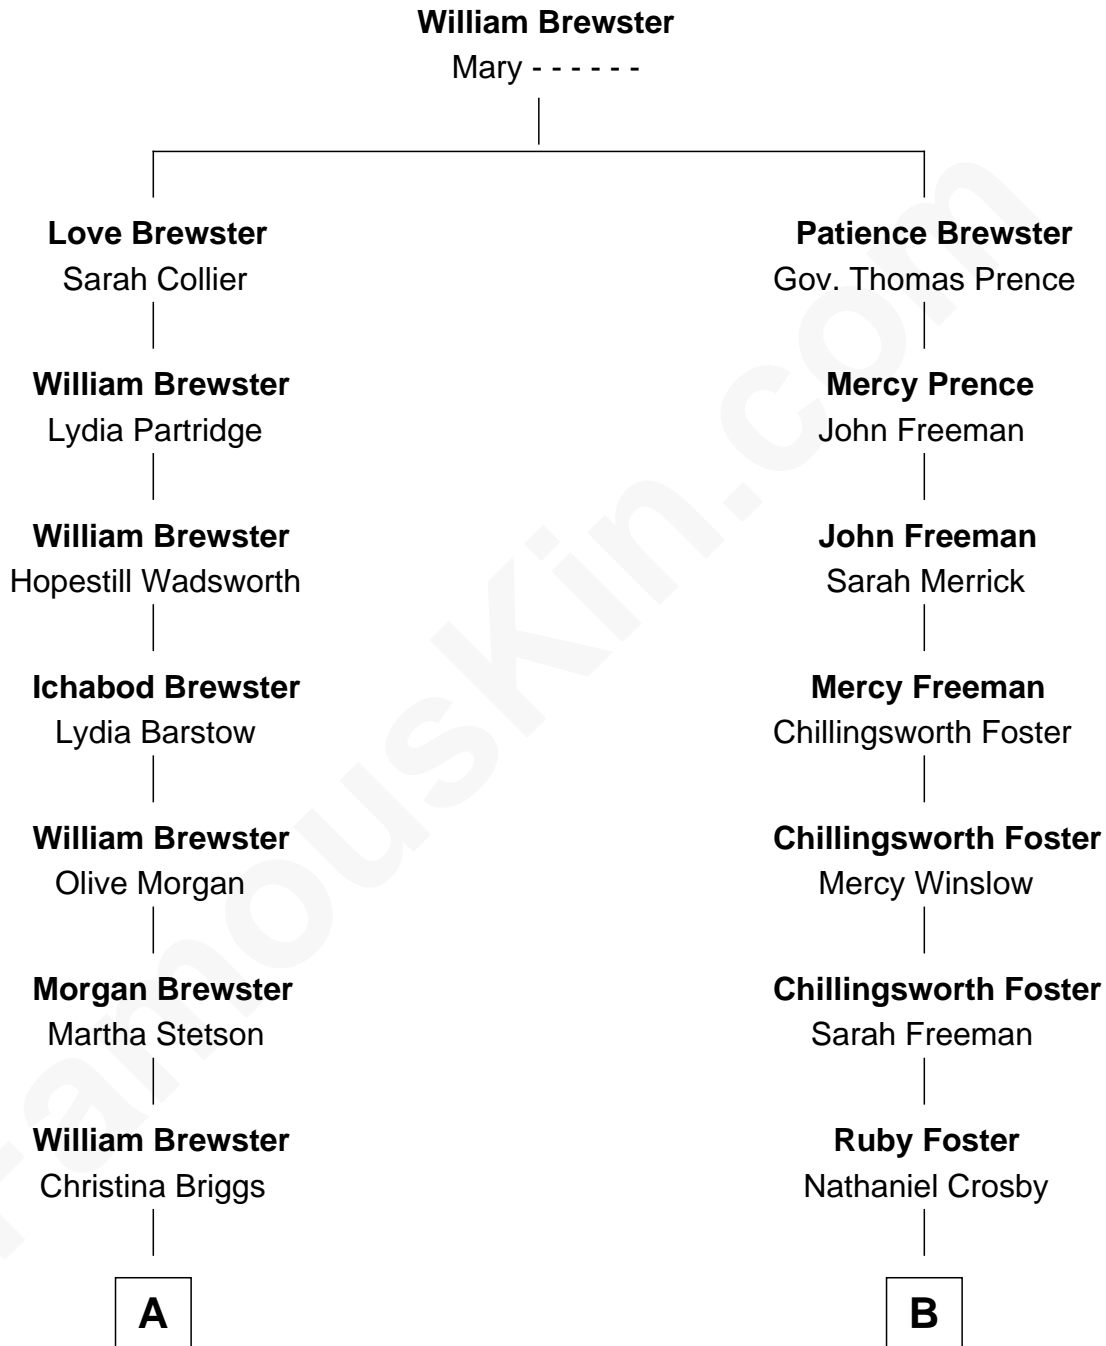 William Brewster
Mary - - - - - -
Love Brewster
Sarah Collier
Patience Brewster
Gov. Thomas Prence
William Brewster
Lydia Partridge
Mercy Prence
John Freeman
William Brewster
Hopestill Wadsworth
John Freeman
Sarah Merrick
Ichabod Brewster
Lydia Barstow
Mercy Freeman
Chillingsworth Foster
William Brewster
Olive Morgan
Chillingsworth Foster
Mercy Winslow
Morgan Brewster
Martha Stetson
Chillingsworth Foster
Sarah Freeman
William Brewster
Christina Briggs
Ruby Foster
Nathaniel Crosby
A
B
FamousKin.com